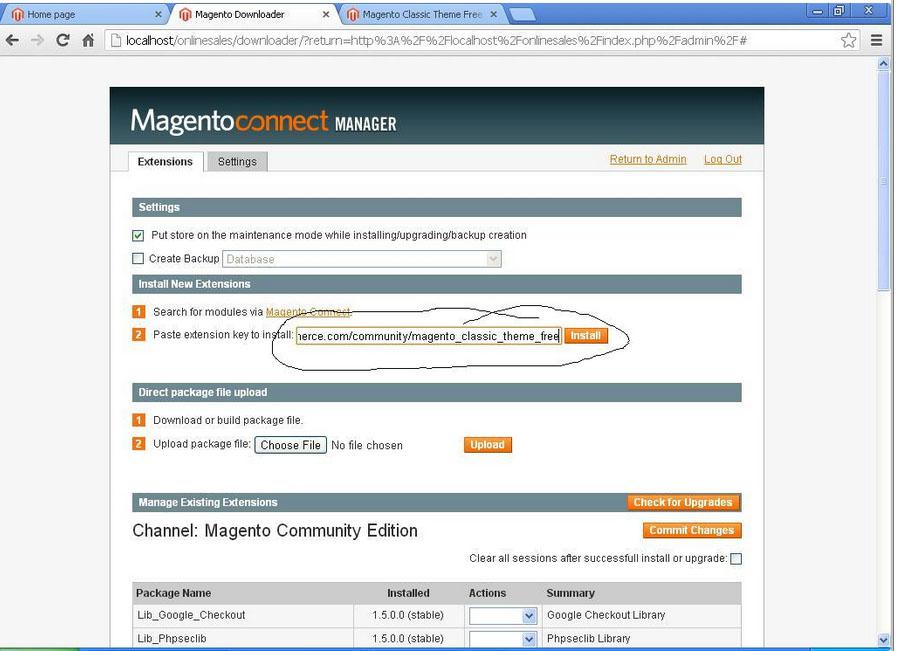 Home page
Magento Downloader
Magento Classic Theme Free
localhost/onlinesales/downloader/?return=http%3A%2F%2Flocalhost%2Fonlinesales%2Findex.php%2Fadmin%2F#
Magentoconnect MANAGER
Extensions Settings Return to Admin Log Out
Settings
Put store on the maintenance mode while installing/upgrading/backup creation
Create Backup Database
Install New Extensions
1 Search for modules via Magento Connect.
2 Paste extension key to install: merce.com/community/magento_classic_theme_free Install
Direct package file upload
1 Download or build package file.
2 Upload package file: Choose File No file chosen Upload
Manage Existing Extensions Check for Upgrades
Channel: Magento Community Edition Commit Changes
Clear all sessions after successfull install or upgrade:
Package Name Installed Actions Summary
Lib_Google_Checkout 1.5.0.0 (stable) Google Checkout Library
Lib_Phpseclib 1.5.0.0 (stable) Phpseclib Library